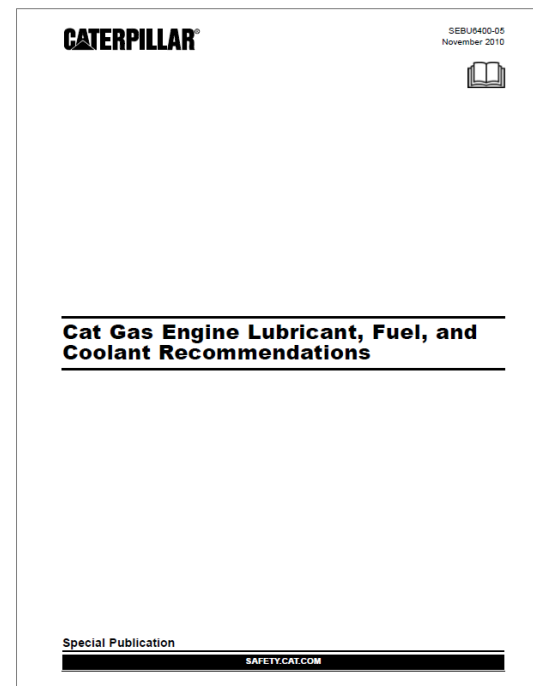 CATERPILLAR®
SEBU6400-05
November 2010
Cat Gas Engine Lubricant, Fuel, and
Coolant Recommendations
Special Publication
SAFETY.CAT.COM